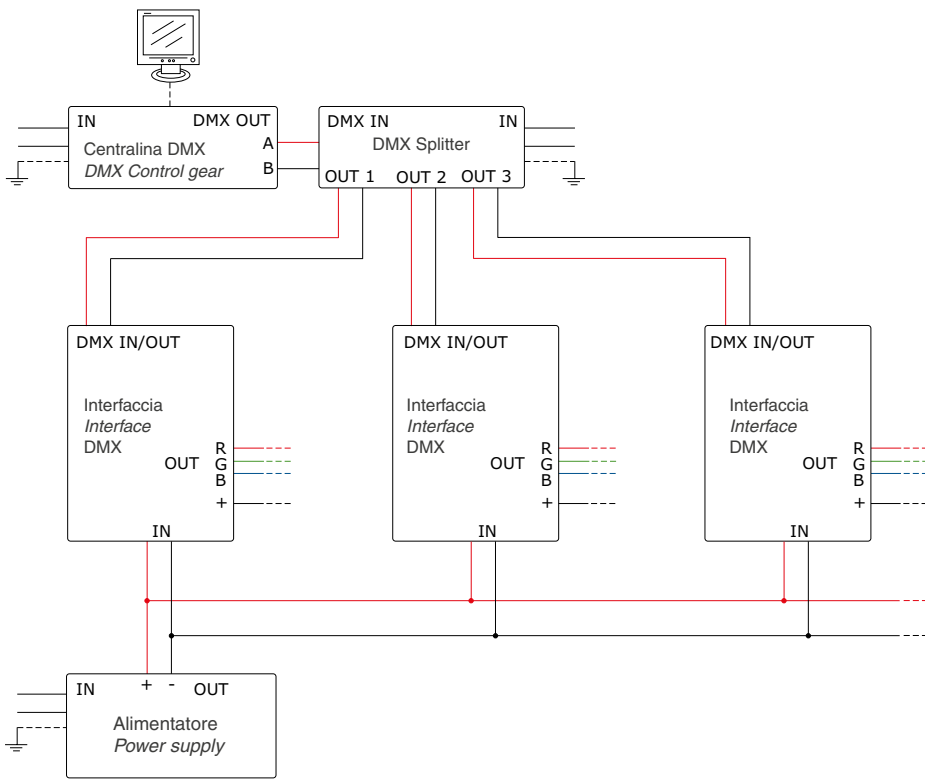 IN DMX OUT
A
Centralina DMX
DMX Control gear
B
DMX IN IN
DMX Splitter
OUT 1 OUT 2 OUT 3
DMX IN/OUT
Interfaccia
Interface
DMX
OUT
R
G
B
+
IN
DMX IN/OUT
Interfaccia
Interface
DMX
OUT
R
G
B
+
IN
DMX IN/OUT
Interfaccia
Interface
DMX
OUT
R
G
B
+
IN
IN + - OUT
Alimentatore
Power supply